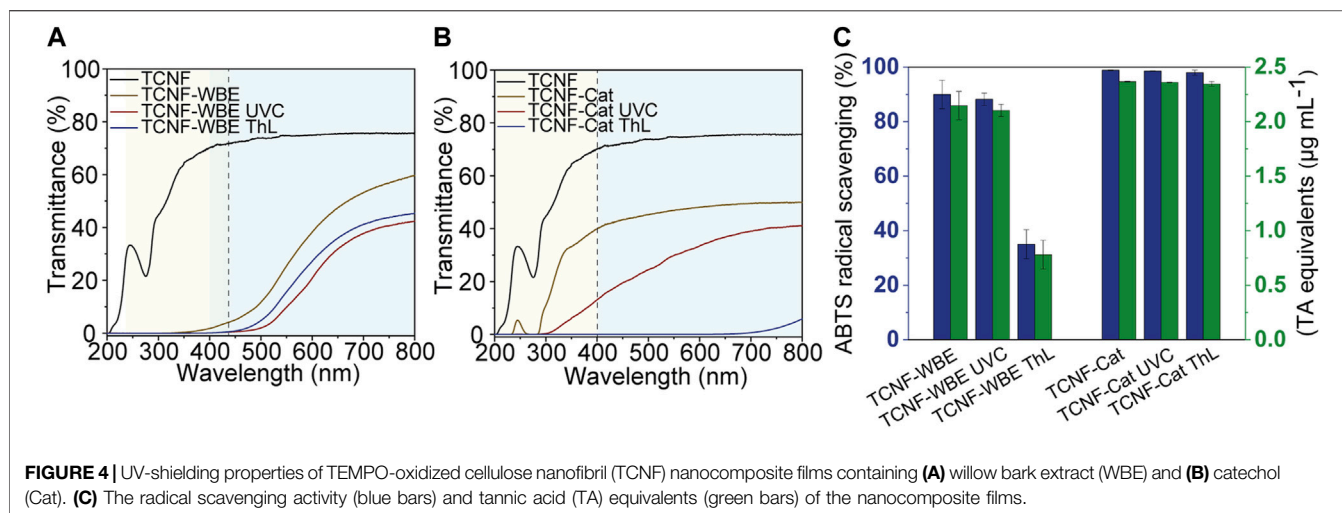 A
TCNF
TCNF-WBE
TCNF-WBE UVC
TCNF-WBE ThL
100
80
60
40
20
0
Transmittance (%)
200 300 400 500 600 700 800
Wavelength (nm)
B
TCNF
TCNF-Cat
TCNF-Cat UVC
TCNF-Cat ThL
100
80
60
40
20
0
Transmittance (%)
200 300 400 500 600 700 800
Wavelength (nm)
C
100
80
60
40
20
0
ABTS radical scavenging (%)
2.5
2.0
1.5
1.0
0.5
0.0
(TA equivalents (µg mL-1)
TCNF-WBE
TCNF-WBE UVC
TCNF-WBE ThL
TCNF-Cat
TCNF-Cat UVC
TCNF-Cat ThL
FIGURE 4 | UV-shielding properties of TEMPO-oxidized cellulose nanofibril (TCNF) nanocomposite films containing (A) willow bark extract (WBE) and (B) catechol
(Cat). (C) The radical scavenging activity (blue bars) and tannic acid (TA) equivalents (green bars) of the nanocomposite films.